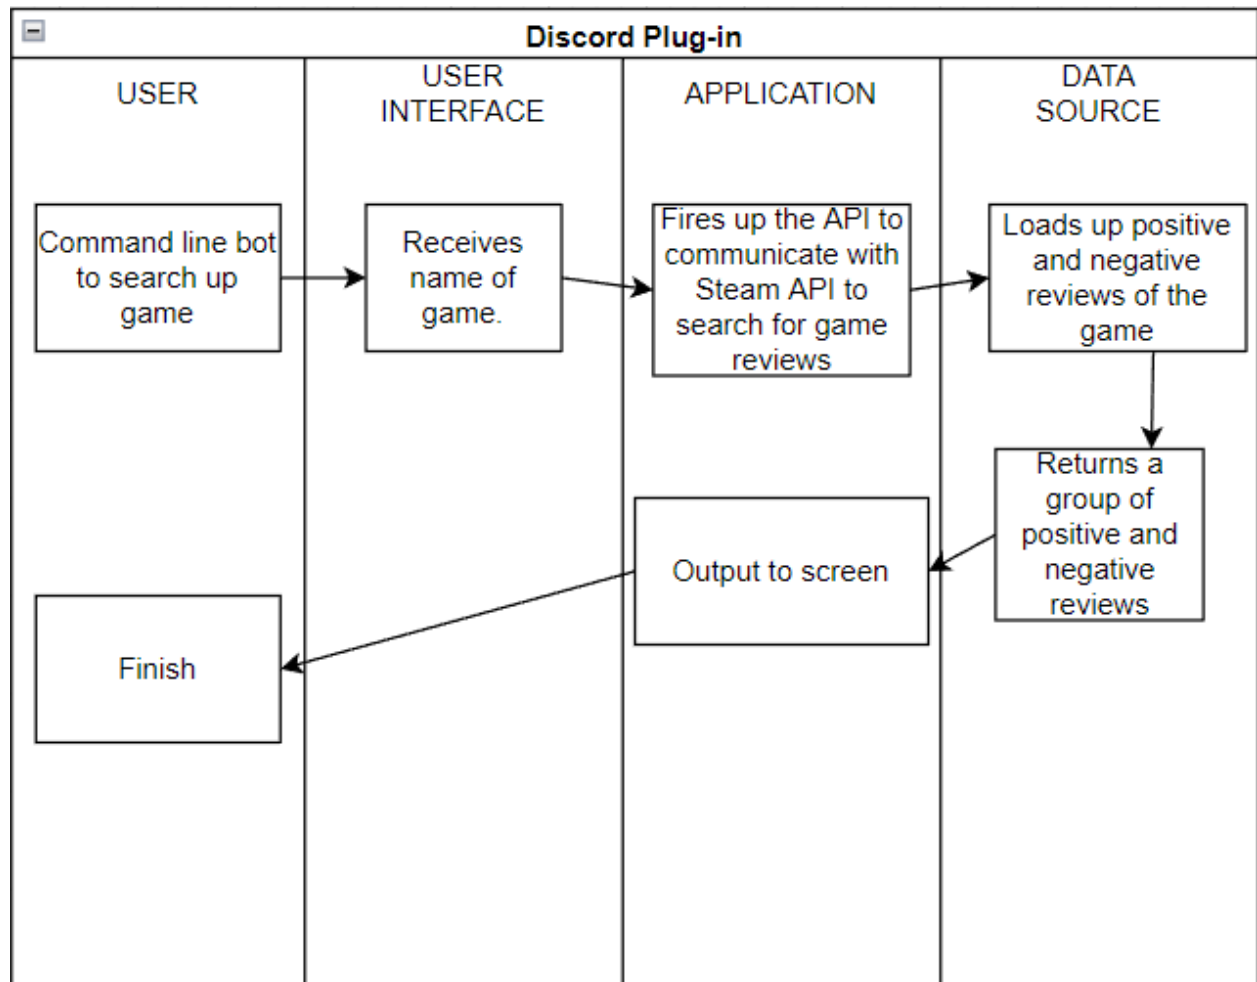 Discord Plug-in
USER
USER
INTERFACE
APPLICATION
DATA
SOURCE
Command line bot
to search up
game
Receives
name of
game.
Fires up the API to
communicate with
Steam API to
search for game
reviews
Loads up positive
and negative
reviews of the
game
Returns a
group of
positive and
negative
reviews
Output to screen
Finish